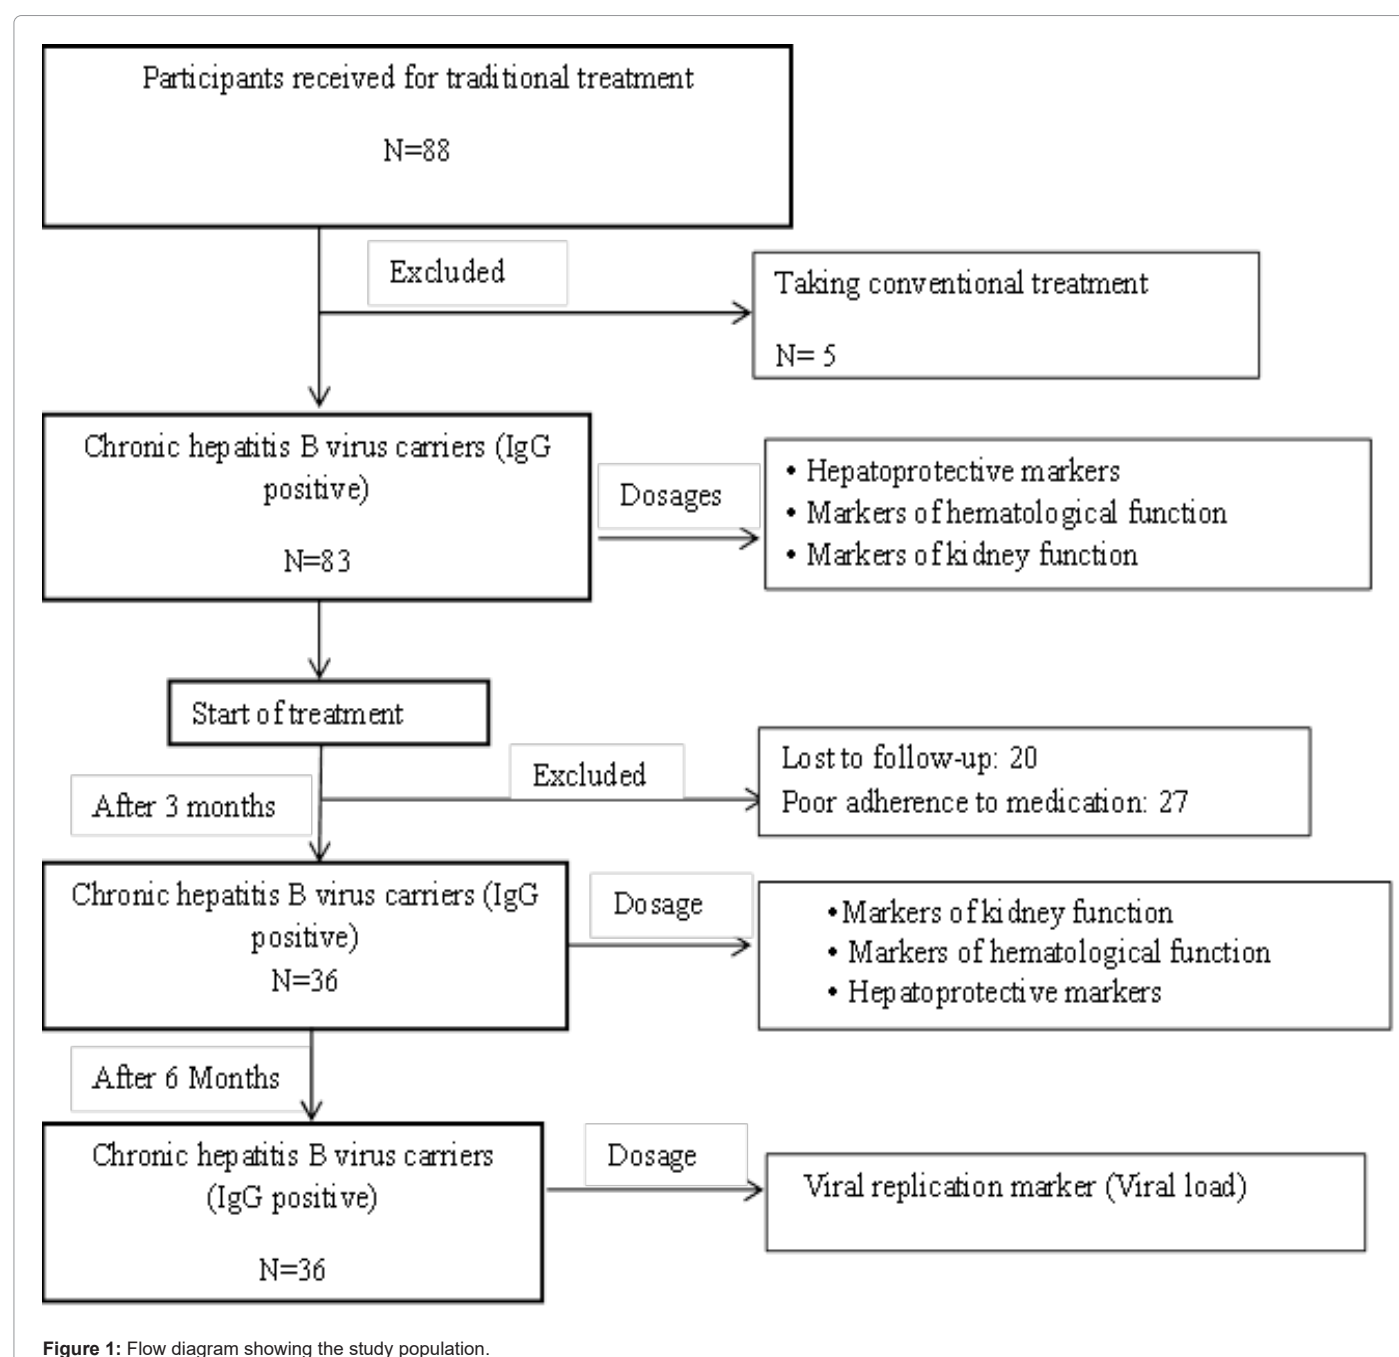 Participants received for traditional treatment
N=88
Excluded
Taking conventional treatment
N= 5
Chronic hepatitis B virus carriers (IgG
positive)
N=83
Dosages
• Hepatoprotective markers
• Markers of hematological function
• Markers of kidney function
Start of treatment
After 3 months
Excluded
Lost to follow-up: 20
Poor adherence to medication: 27
Chronic hepatitis B virus carriers (IgG
positive)
N=36
Dosage
•Markers of kidney function
• Markers of hematological function
• Hepatoprotective markers
After 6 Months
Chronic hepatitis B virus carriers
(IgG positive)
N=36
Dosage
Viral replication marker (Viral load)
Figure 1: Flow diagram showing the study population.